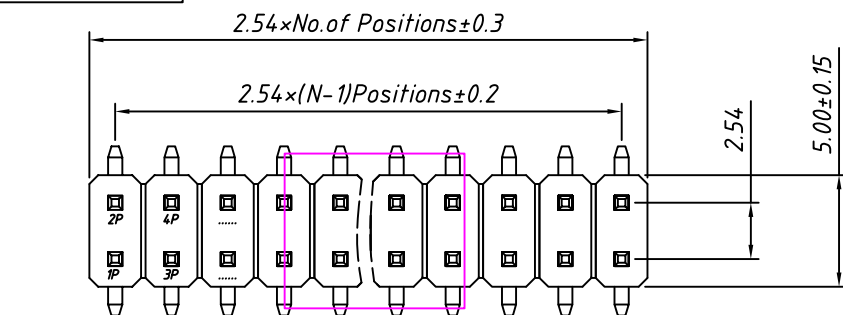 2.54×No.of Positions±0.3
2.54×(N-1)Positions±0.2
2.54
5.00±0.15
2P 4P ......
1P 3P ......